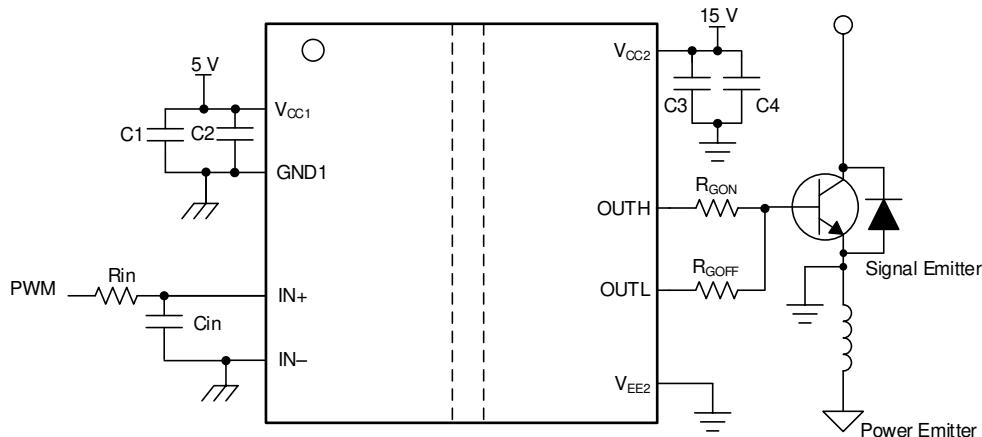 15 V
5 V
VCC2
C3
C4
VCC1
C1
C2
GND1
RGON
OUTH
RGOFF
OUTL
Signal Emitter
PWM
Rin
IN+
Cin
IN–
VEE2
Power Emitter